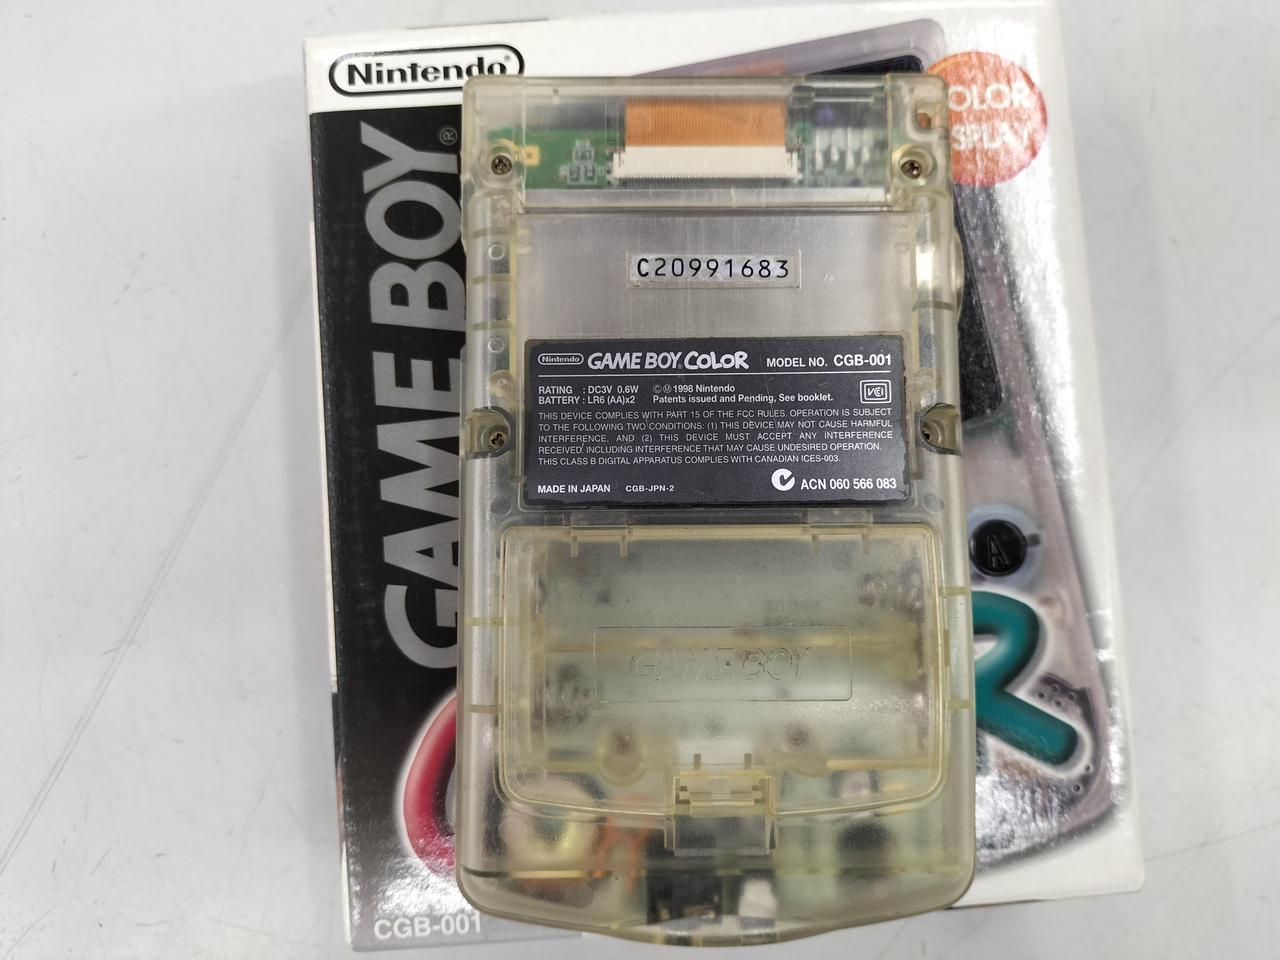 Nintendo®
GAME BOY®
COLOR
C20991683
Nintendo GAME BOY COLOR MODEL NO. CGB-001
RATING : DC3V 0.6W ©Ⓜ1998 Nintendo
BATTERY : LR6 (AA)x2 Patents issued and Pending, See booklet.
VCI
THIS DEVICE COMPLIES WITH PART 15 OF THE FCC RULES. OPERATION IS SUBJECT
TO THE FOLLOWING TWO CONDITIONS: (1) THIS DEVICE MAY NOT CAUSE HARMFUL
INTERFERENCE, AND (2) THIS DEVICE MUST ACCEPT ANY INTERFERENCE
RECEIVED, INCLUDING INTERFERENCE THAT MAY CAUSE UNDESIRED OPERATION.
THIS CLASS B DIGITAL APPARATUS COMPLIES WITH CANADIAN ICES-003.
MADE IN JAPAN CGB-JPN-2 ACN 060 566 083
A
GAME BOY
R
CGB-001